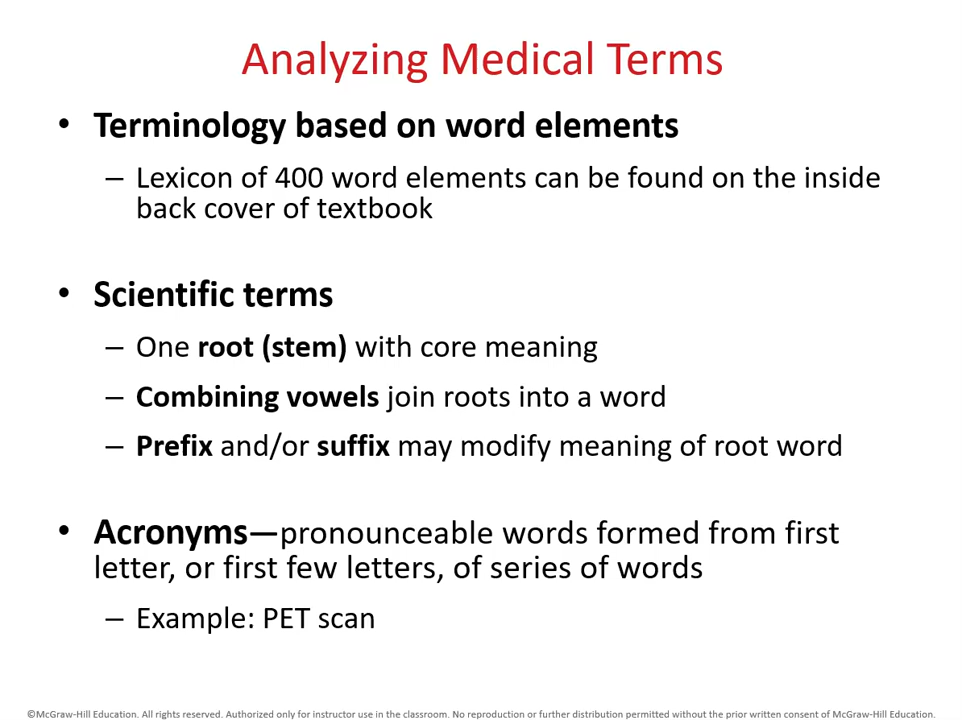 Analyzing Medical Terms
• Terminology based on word elements
– Lexicon of 400 word elements can be found on the inside
back cover of textbook
• Scientific terms
– One root (stem) with core meaning
– Combining vowels join roots into a word
– Prefix and/or suffix may modify meaning of root word
• Acronyms—pronounceable words formed from first
letter, or first few letters, of series of words
– Example: PET scan
©McGraw-Hill Education. All rights reserved. Authorized only for instructor use in the classroom. No reproduction or further distribution permitted without the prior written consent of McGraw-Hill Education.